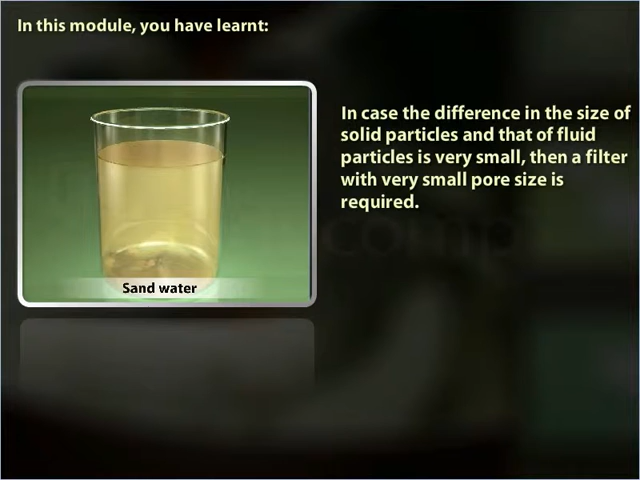 In this module, you have learnt:
In case the difference in the size of
solid particles and that of fluid
particles is very small, then a filter
with very small pore size is
required.
Sand water